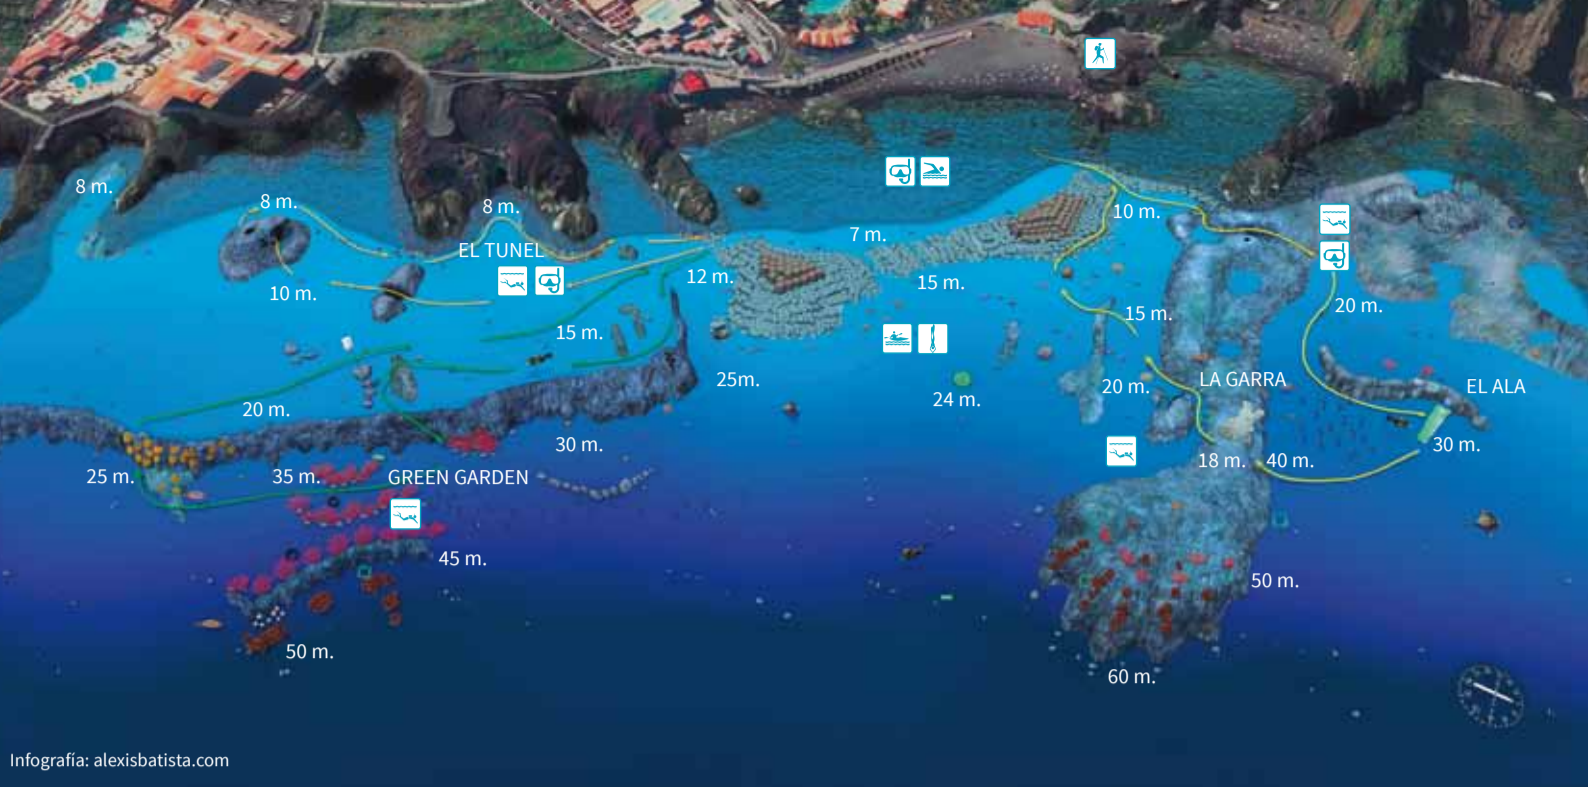 8 m.
8 m.
8 m.
10 m.
7 m.
EL TUNEL
12 m.
15 m.
10 m.
20 m.
15 m.
15 m.
25m.
20 m.
LA GARRA
EL ALA
24 m.
20 m.
30 m.
30 m.
25 m.
35 m.
GREEN GARDEN
18 m.
40 m.
45 m.
50 m.
50 m.
60 m.
Infografía: alexisbatista.com